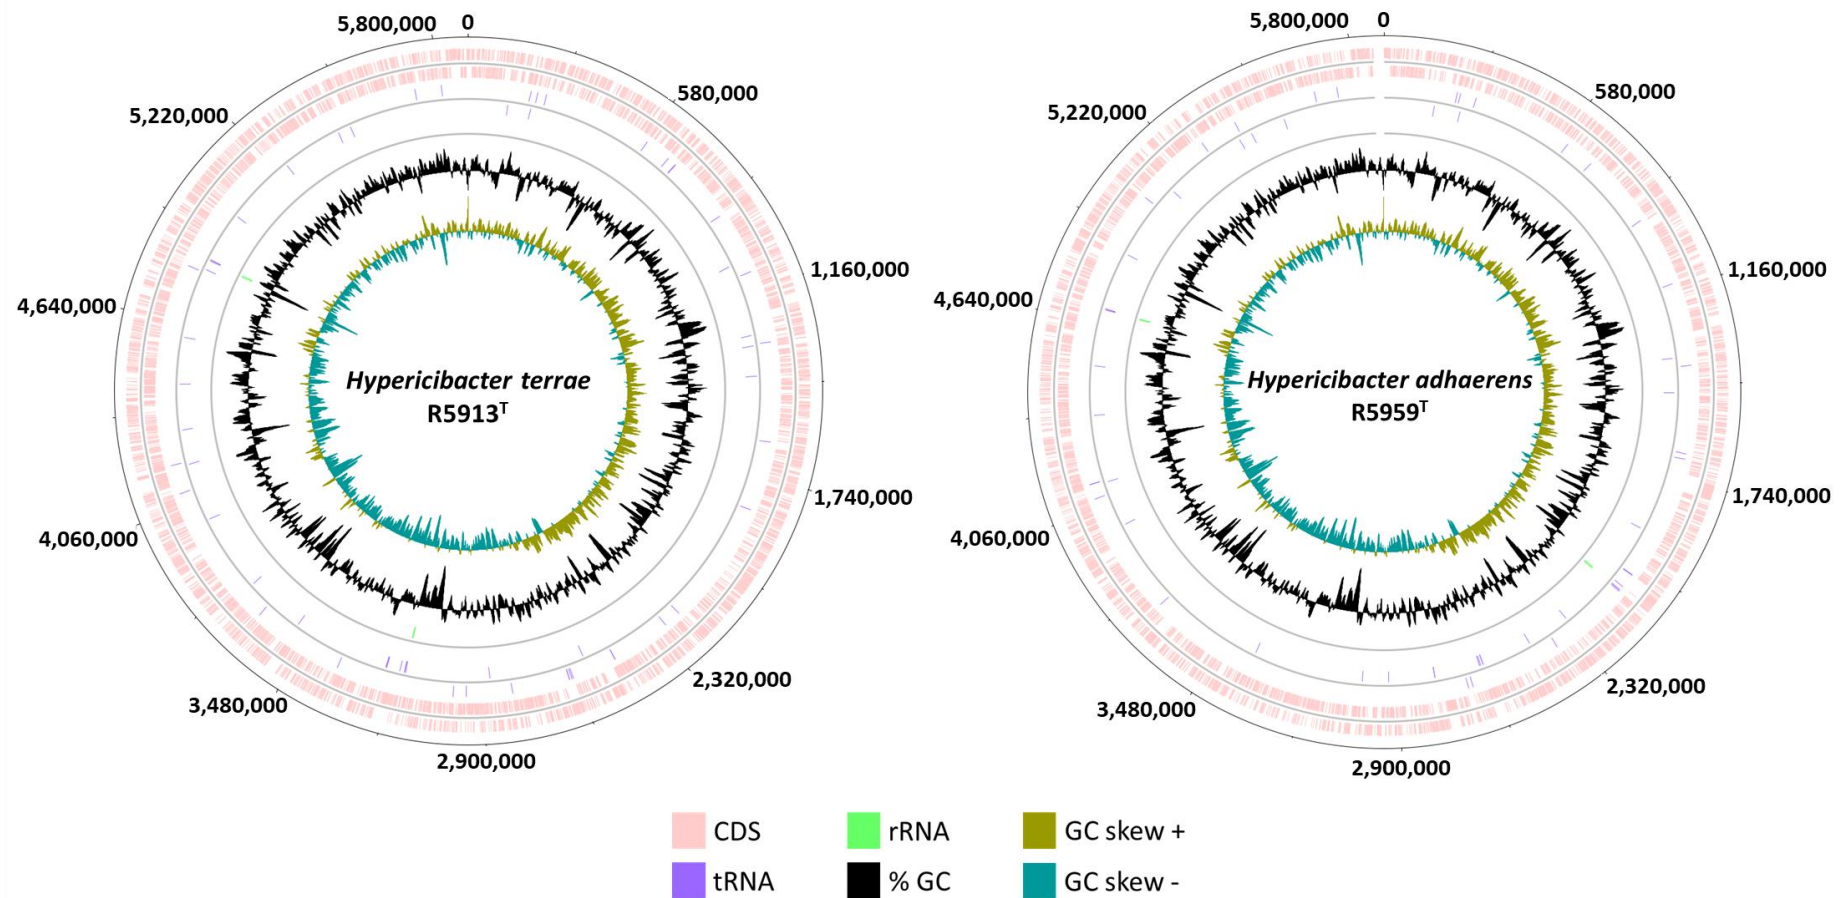 5,800,000 0
580,000
5,220,000
1,160,000
4,640,000
Hypericibacter terrae
R5913ᵀ
1,740,000
4,060,000
2,320,000
3,480,000
2,900,000
5,800,000 0
580,000
5,220,000
1,160,000
4,640,000
Hypericibacter adhaerens
R5959ᵀ
1,740,000
4,060,000
2,320,000
3,480,000
2,900,000
CDS
rRNA
GC skew +
tRNA
% GC
GC skew -